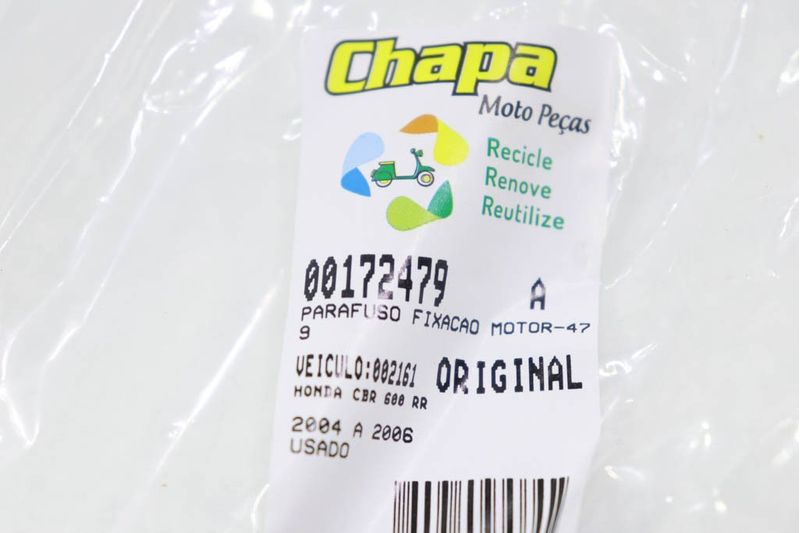 Chapa
Moto Peças
Recicle
Renove
Reutilize
00172479 A
PARAFUSO FIXACAO MOTOR-47
9
VEICULO:002161 ORIGINAL
HONDA CBR 600 RR
2004 A 2006
USADO